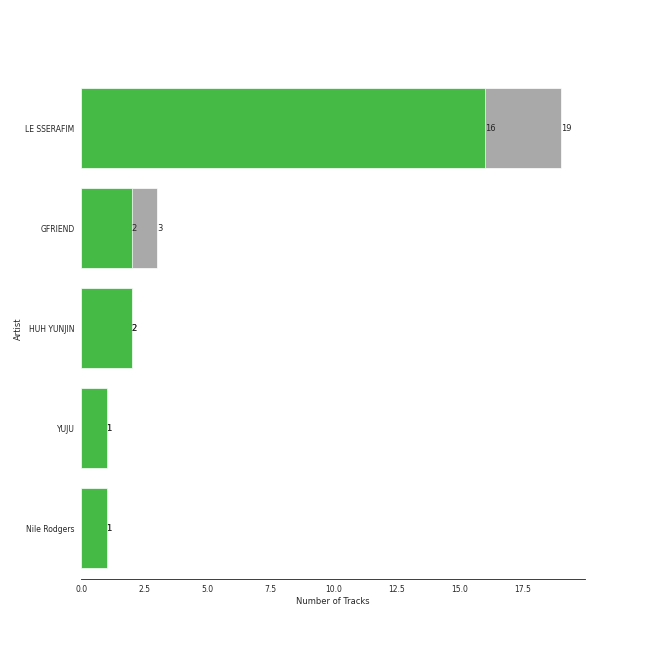 LE SSERAFIM 16 19
GFRIEND 2 3
HUH YUNJIN 2
YUJU 1
Nile Rodgers 1
Artist
0.0 2.5 5.0 7.5 10.0 12.5 15.0 17.5
Number of Tracks